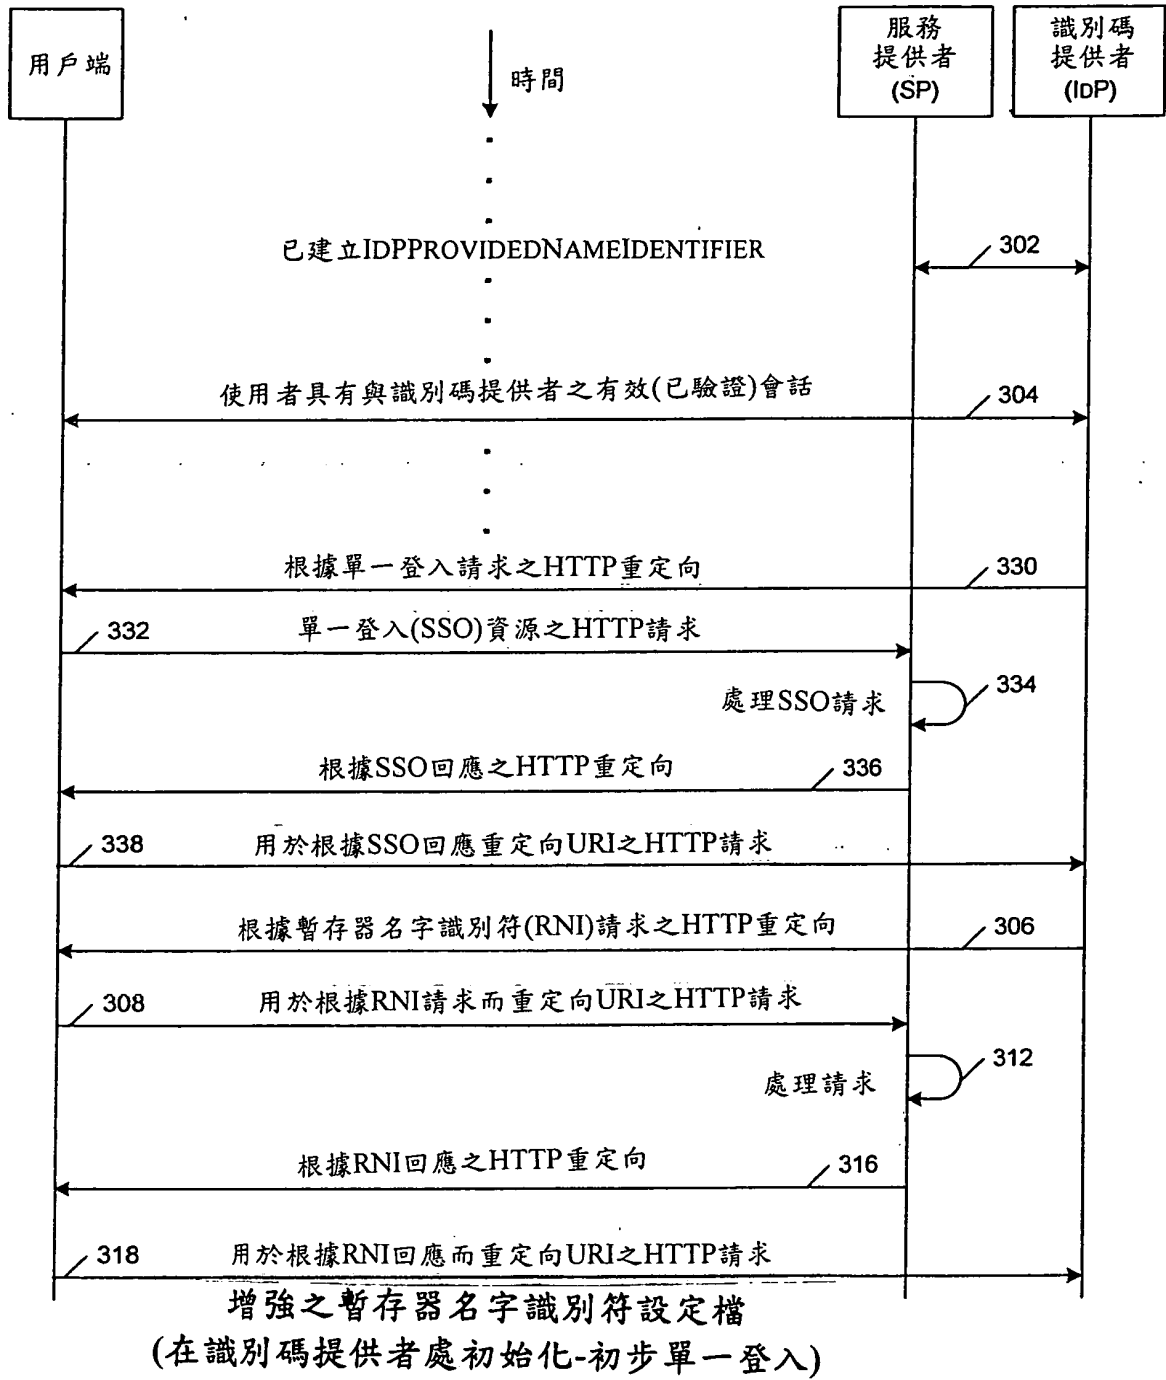 用戶端
時間
服務
提供者
(SP)
識別碼
提供者
(IDP)
已建立IDPPROVIDEDNAMEIDENTIFIER
302
使用者具有與識別碼提供者之有效(已驗證)會話
304
根據單一登入請求之HTTP重定向
330
332
單一登入(SSO)資源之HTTP請求
處理SSO請求
334
根據SSO回應之HTTP重定向
336
338
用於根據SSO回應重定向URI之HTTP請求
根據暫存器名字識別符(RNI)請求之HTTP重定向
306
308
用於根據RNI請求而重定向URI之HTTP請求
處理請求
312
根據RNI回應之HTTP重定向
316
318
用於根據RNI回應而重定向URI之HTTP請求
增強之暫存器名字識別符設定檔
(在識別碼提供者處初始化-初步單一登入)